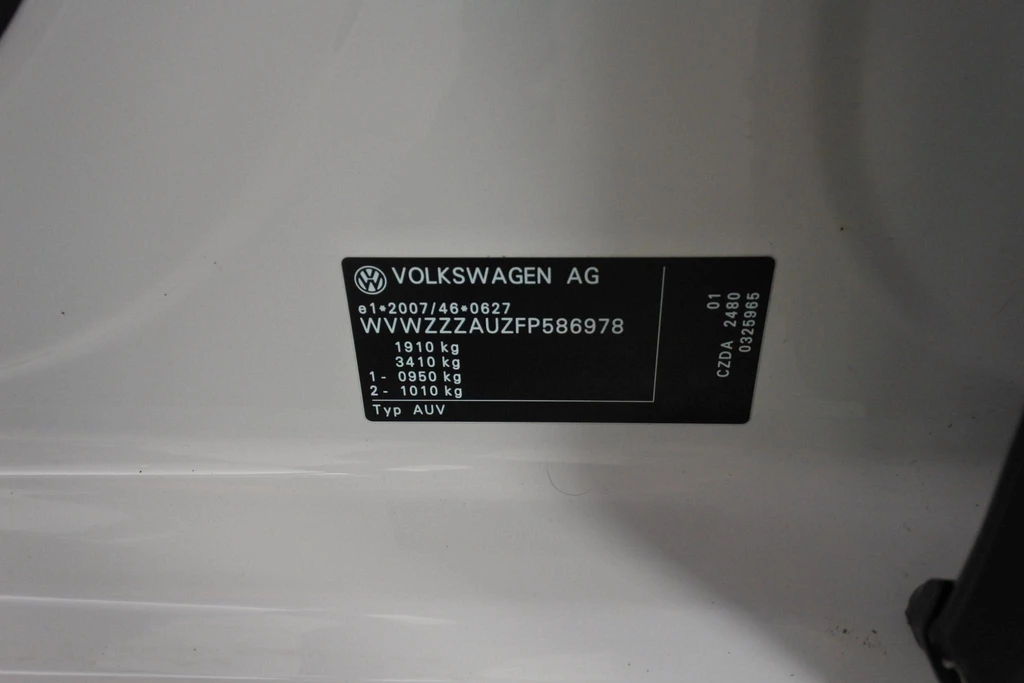 VOLKSWAGEN AG
e1*2007/46*0627
WVWZZZAUZFP586978
1910 kg
3410 kg
1 - 0950 kg
2 - 1010 kg
Typ AUV
01
CZDA 2480
0325965